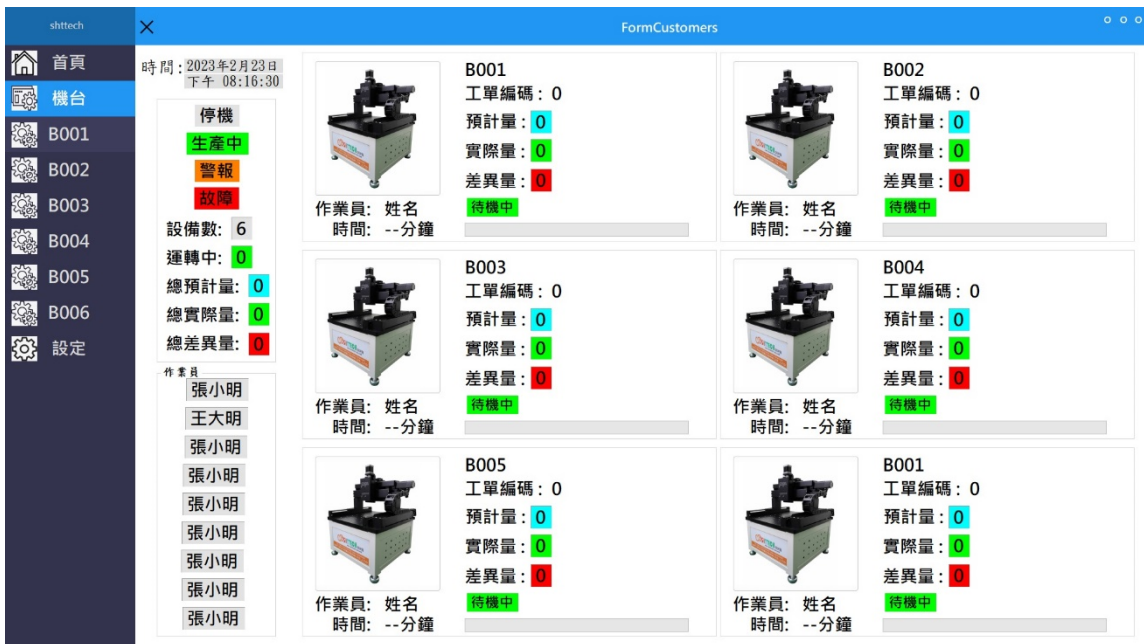 shttech
FormCustomers
首頁
機台
B001
B002
B003
B004
B005
B006
設定
時間:2023年2月23日
下午 08:16:30
停機
生產中
警報
故障
設備數: 6
運轉中: 0
總預計量: 0
總實際量: 0
總差異量: 0
作業員
張小明
王大明
張小明
張小明
張小明
張小明
張小明
張小明
張小明
B001
工單編碼: 0
預計量: 0
實際量: 0
差異量: 0
待機中
作業員: 姓名
時間: --分鐘
B002
工單編碼: 0
預計量: 0
實際量: 0
差異量: 0
待機中
作業員: 姓名
時間: --分鐘
B003
工單編碼: 0
預計量: 0
實際量: 0
差異量: 0
待機中
作業員: 姓名
時間: --分鐘
B004
工單編碼: 0
預計量: 0
實際量: 0
差異量: 0
待機中
作業員: 姓名
時間: --分鐘
B005
工單編碼: 0
預計量: 0
實際量: 0
差異量: 0
待機中
作業員: 姓名
時間: --分鐘
B001
工單編碼: 0
預計量: 0
實際量: 0
差異量: 0
待機中
作業員: 姓名
時間: --分鐘